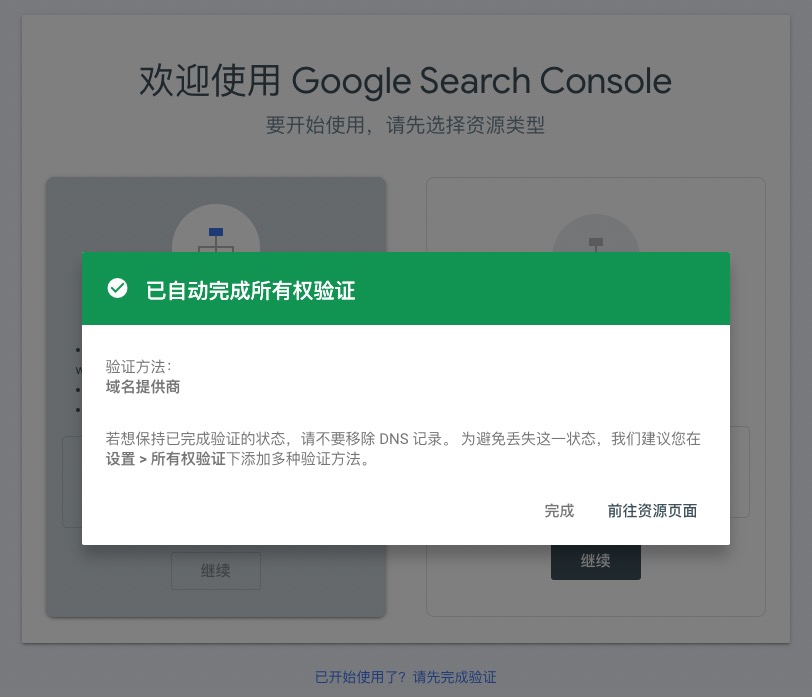 欢迎使用 Google Search Console
要开始使用，请先选择资源类型
已自动完成所有权验证
验证方法：
域名提供商
若想保持已完成验证的状态，请不要移除 DNS 记录。 为避免丢失这一状态，我们建议您在
设置 > 所有权验证下添加多种验证方法。
完成 前往资源页面
继续
继续
已开始使用了？请先完成验证